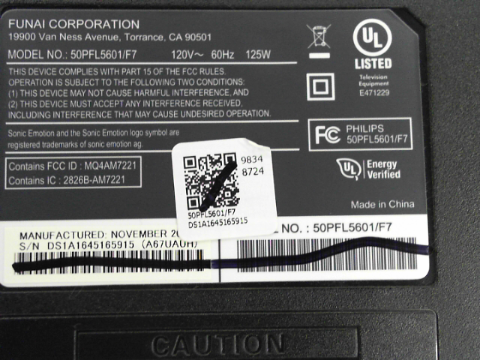 FUNAI CORPORATION
19900 Van Ness Avenue, Torrance, CA 90501
MODEL NO.: 50PFL5601/F7 120V~ 60Hz 125W
THIS DEVICE COMPLIES WITH PART 15 OF THE FCC RULES.
OPERATION IS SUBJECT TO THE FOLLOWING TWO CONDITIONS:
(1) THIS DEVICE MAY NOT CAUSE HARMFUL INTERFERENCE, AND
(2) THIS DEVICE MUST ACCEPT ANY INTERFERENCE RECEIVED,
INCLUDING INTERFERENCE THAT MAY CAUSE UNDESIRED OPERATION.
Sonic Emotion and the Sonic Emotion logo symbol are
registered trademarks of sonic emotion ag.
Contains FCC ID : MQ4AM7221
Contains IC : 2826B-AM7221
UL
LISTED
Television
Equipment
E471229
FC PHILIPS
50PFL5601/F7
UL Energy
Verified
Made in China
9834
8724
50PFL5601/F7
DS1A1645165915
MANUFACTURED: NOVEMBER
S/N DS1A1645165915 (A67UAUH)
NO. : 50PFL5601/F7
CAUTION